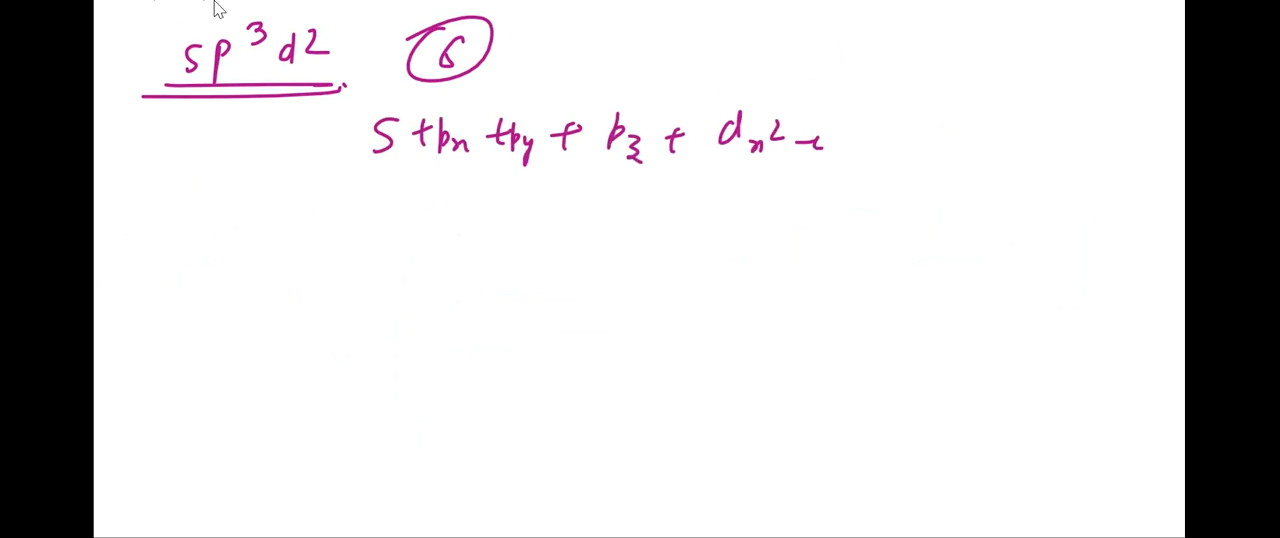 sp³d² 6
S + px + py + pz + dx² -